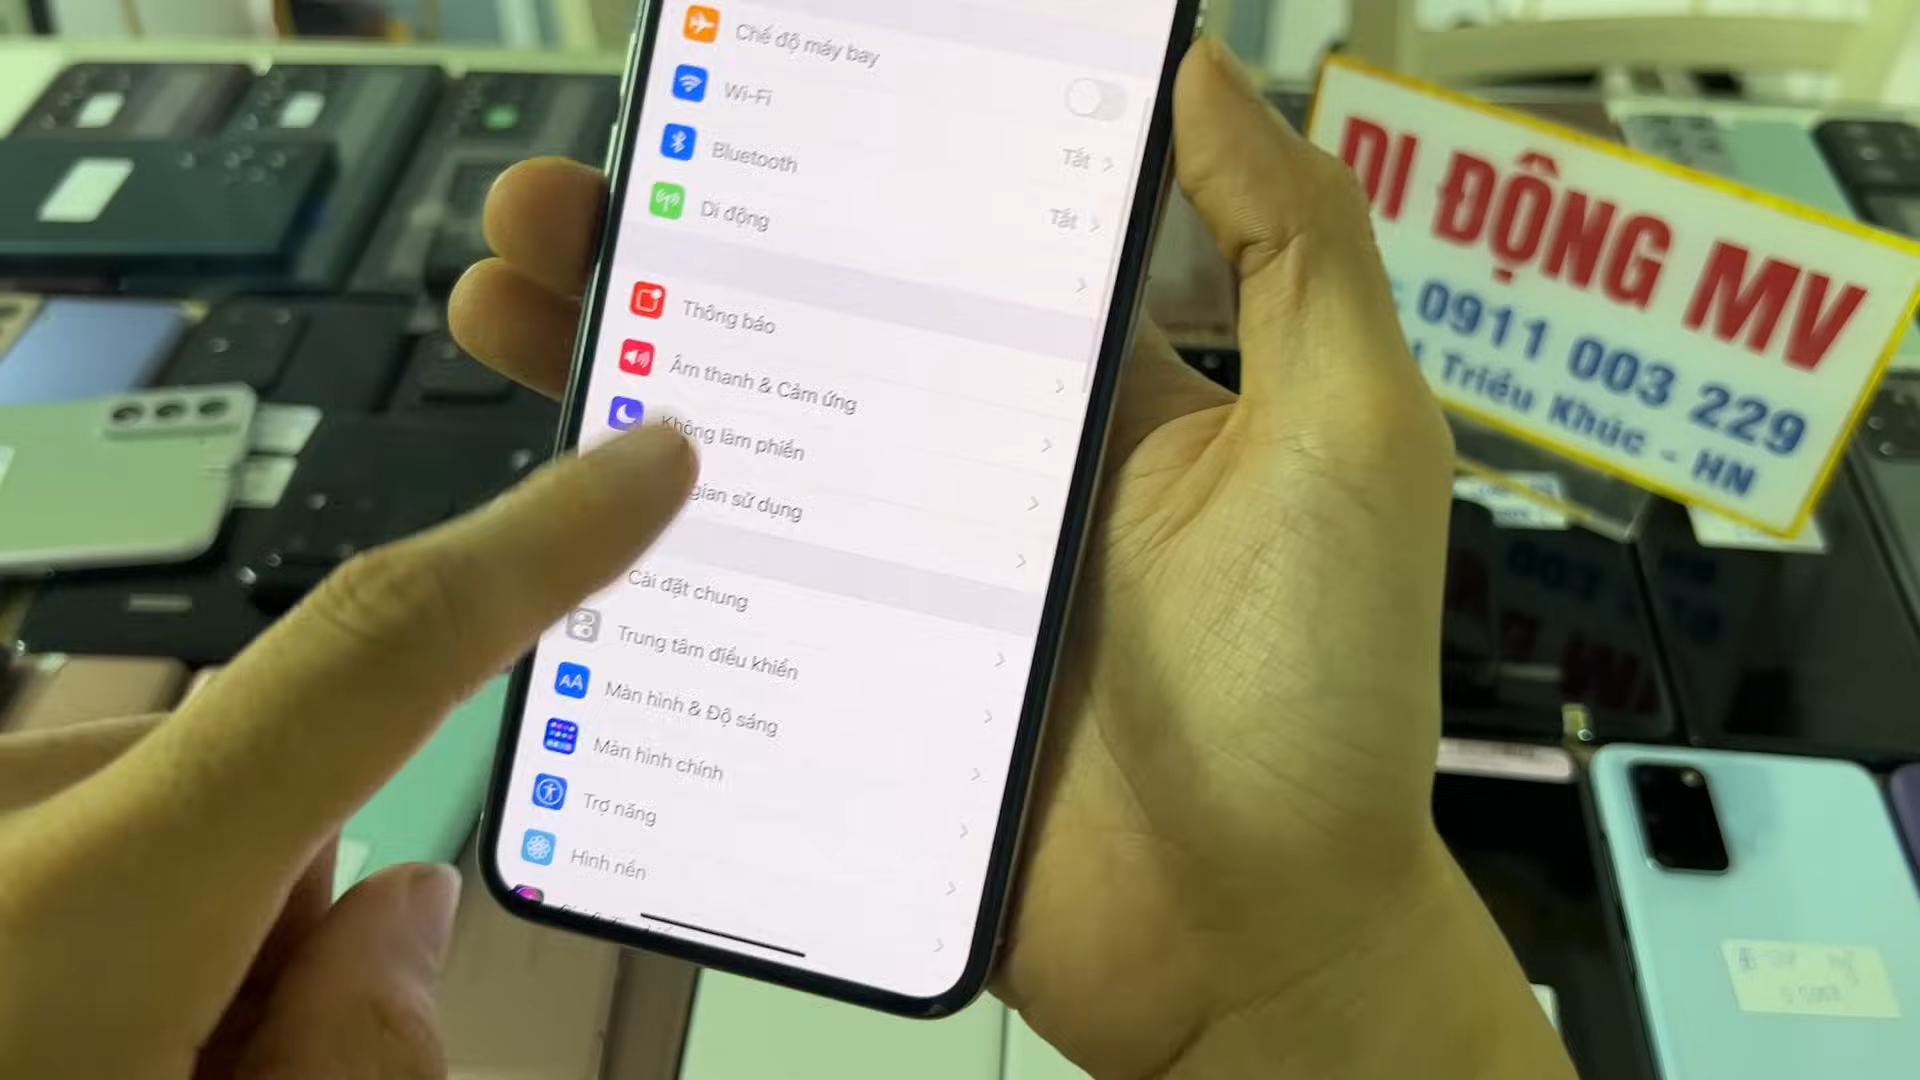 Chế độ máy bay
Wi-Fi
Bluetooth
Tắt
Di động
Tắt
Thông báo
Âm thanh & Cảm ứng
Không làm phiền
gian sử dụng
Cài đặt chung
Trung tâm điều khiển
AA
Màn hình & Độ sáng
Màn hình chính
Trợ năng
Hình nền
DI ĐỘNG MV
0911 003 229
Triều Khúc - HN